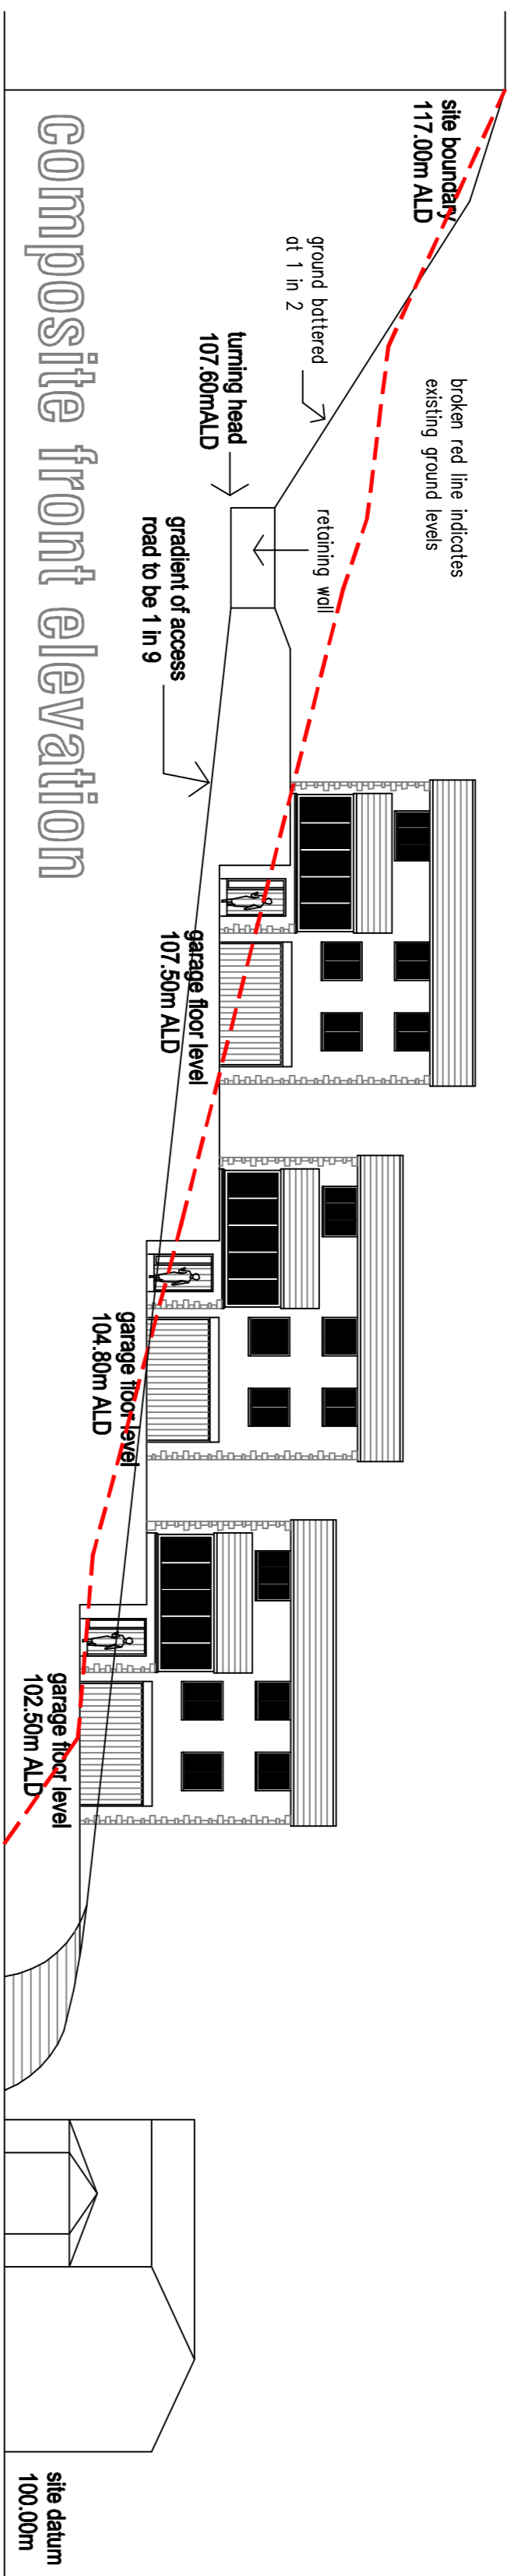 site boundary
117.00m ALD
broken red line indicates
existing ground levels
ground battered
at 1 in 2
turning head
107.60mALD
retaining wall
gradient of access
road to be 1 in 9
garage floor level
107.50m ALD
garage floor level
104.80m ALD
garage floor level
102.50m ALD
site datum
100.00m
composite front elevation